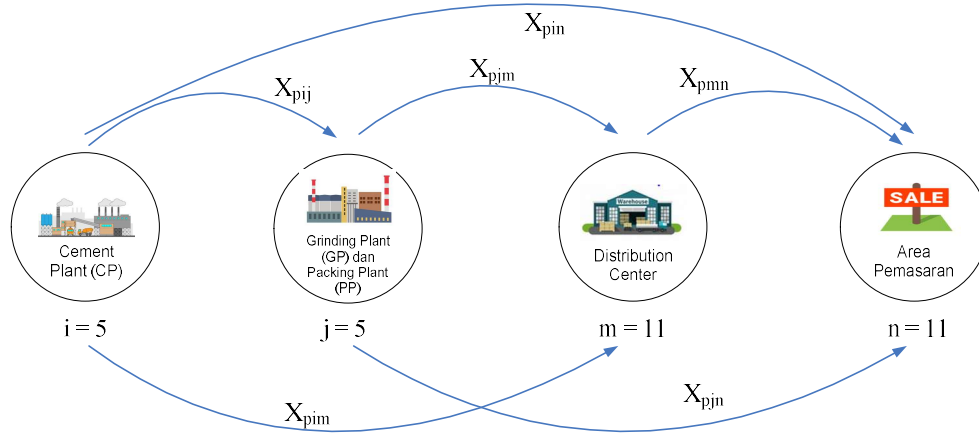 Xpin
Xpij
Xpjm
Xpmn
Warehouse
SALE
Cement
Plant (CP)
Grinding Plant
(GP) dan
Packing Plant
(PP)
Distribution
Center
Area
Pemasaran
i = 5
j = 5
m = 11
n = 11
Xpim
Xpjn